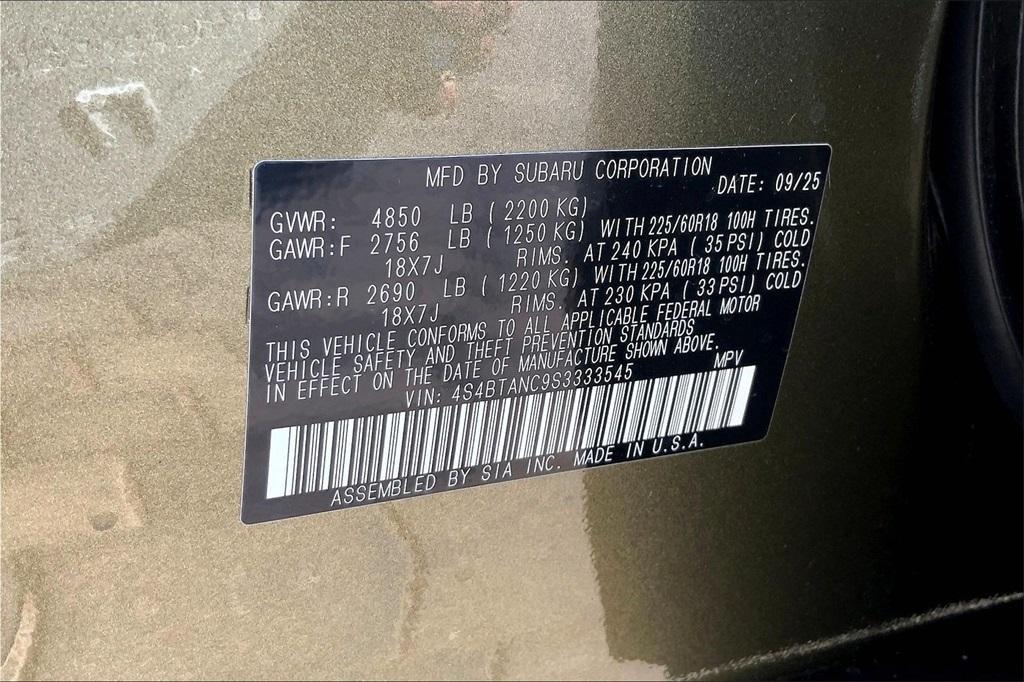 MFD BY SUBARU CORPORATION
DATE: 09/25
GVWR: 4850 LB ( 2200 KG)
GAWR:F 2756 LB ( 1250 KG) WITH 225/60R18 100H TIRES.
18X7J RIMS. AT 240 KPA ( 35 PSI) COLD
GAWR:R 2690 LB ( 1220 KG) WITH 225/60R18 100H TIRES.
18X7J RIMS. AT 230 KPA ( 33 PSI) COLD
THIS VEHICLE CONFORMS TO ALL APPLICABLE FEDERAL MOTOR
VEHICLE SAFETY AND THEFT PREVENTION STANDARDS
IN EFFECT ON THE DATE OF MANUFACTURE SHOWN ABOVE.
VIN: 4S4BTANC9S3333545 MPV
ASSEMBLED BY SIA INC. MADE IN U.S.A.